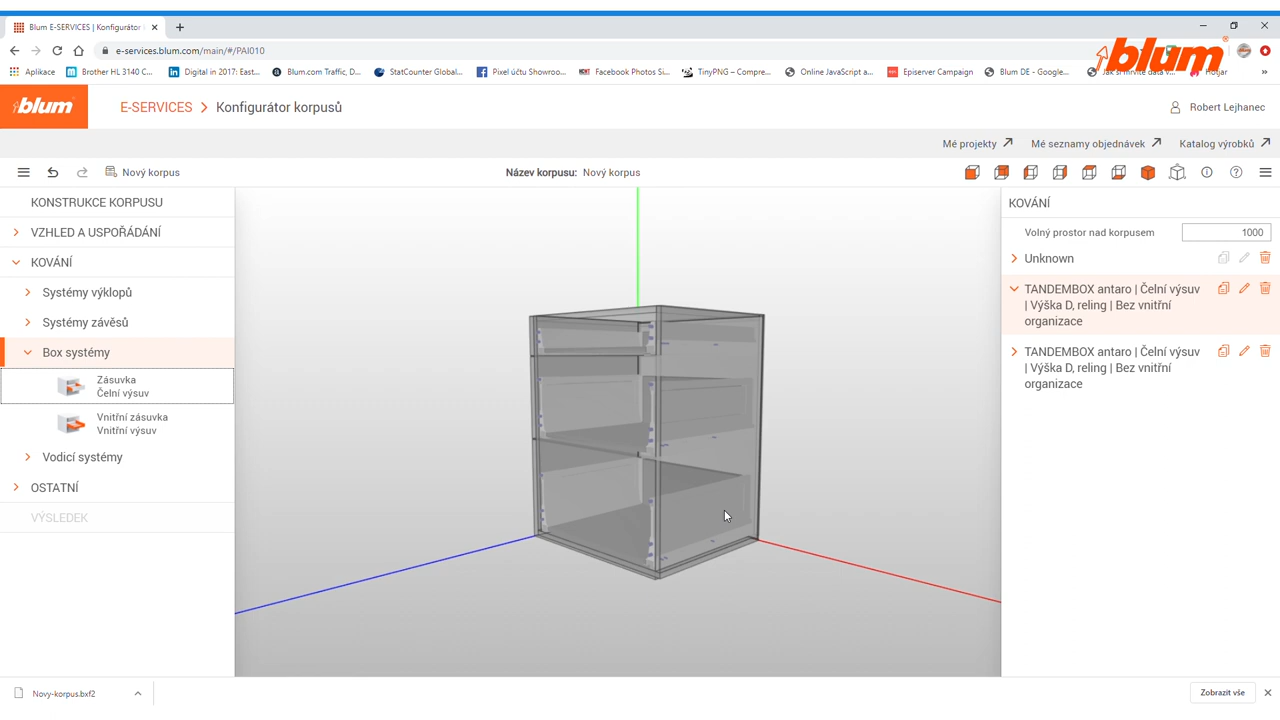 Blum E-SERVICES | Konfigurátor
e-services.blum.com/main/#/PAI010
blum
Aplikace
Brother HL 3140 C...
Digital in 2017: East...
Blum.com Traffic, D...
StatCounter Global...
Pixel účtu Showroo...
Facebook Photos Si...
TinyPNG – Compre...
Online JavaScript a...
Episerver Campaign
Blum DE - Google...
Hotjar
blum
E-SERVICES
Konfigurátor korpusů
Robert Lejhanec
Mé projekty
Mé seznamy objednávek
Katalog výrobků
Nový korpus
Název korpusu: Nový korpus
KONSTRUKCE KORPUSU
VZHLED A USPOŘÁDÁNÍ
KOVÁNÍ
Systémy výklopů
Systémy závěsů
Box systémy
Zásuvka
Čelní výsuv
Vnitřní zásuvka
Vnitřní výsuv
Vodicí systémy
OSTATNÍ
VÝSLEDEK
KOVÁNÍ
Volný prostor nad korpusem
1000
Unknown
TANDEMBOX antaro | Čelní výsuv
| Výška D, reling | Bez vnitřní
organizace
TANDEMBOX antaro | Čelní výsuv
| Výška D, reling | Bez vnitřní
organizace
Novy-korpus.bxf2
Zobrazit vše